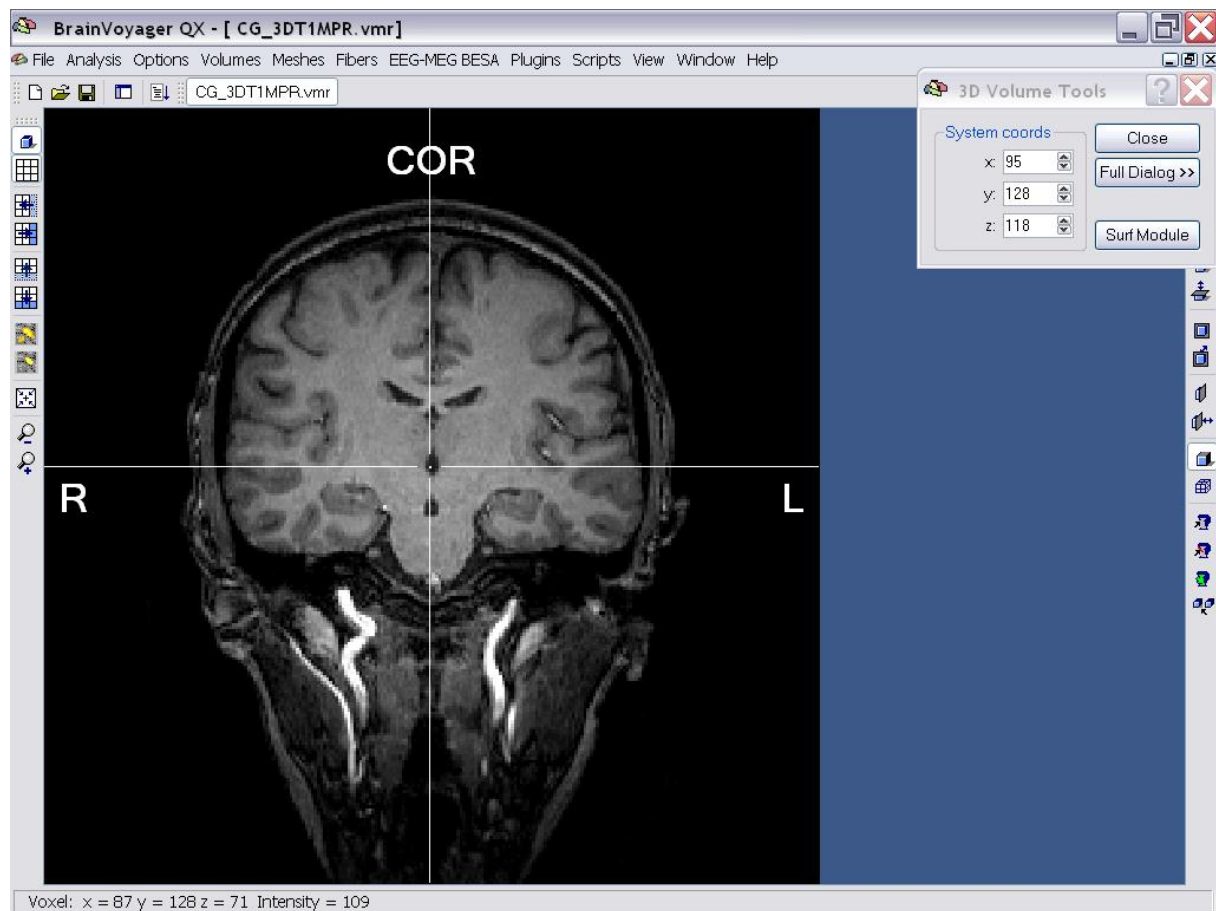 BrainVoyager QX - [ CG_3DT1MPR.vmr]
File Analysis Options Volumes Meshes Fibers EEG-MEG BESA Plugins Scripts View Window Help
CG_3DT1MPR.vmr
3D Volume Tools
System coords
x: 95
y: 128
z: 118
Close
Full Dialog >>
Surf Module
COR
R
L
Voxel: x = 87 y = 128 z = 71 Intensity = 109